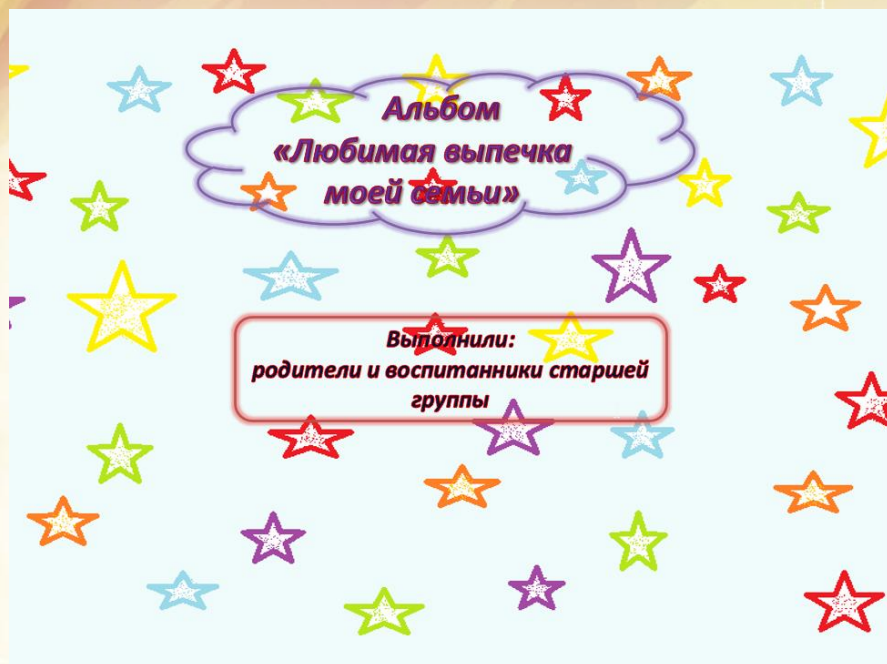 Альбом
«Любимая выпечка
моей семьи»
Выполнили:
родители и воспитанники старшей
группы